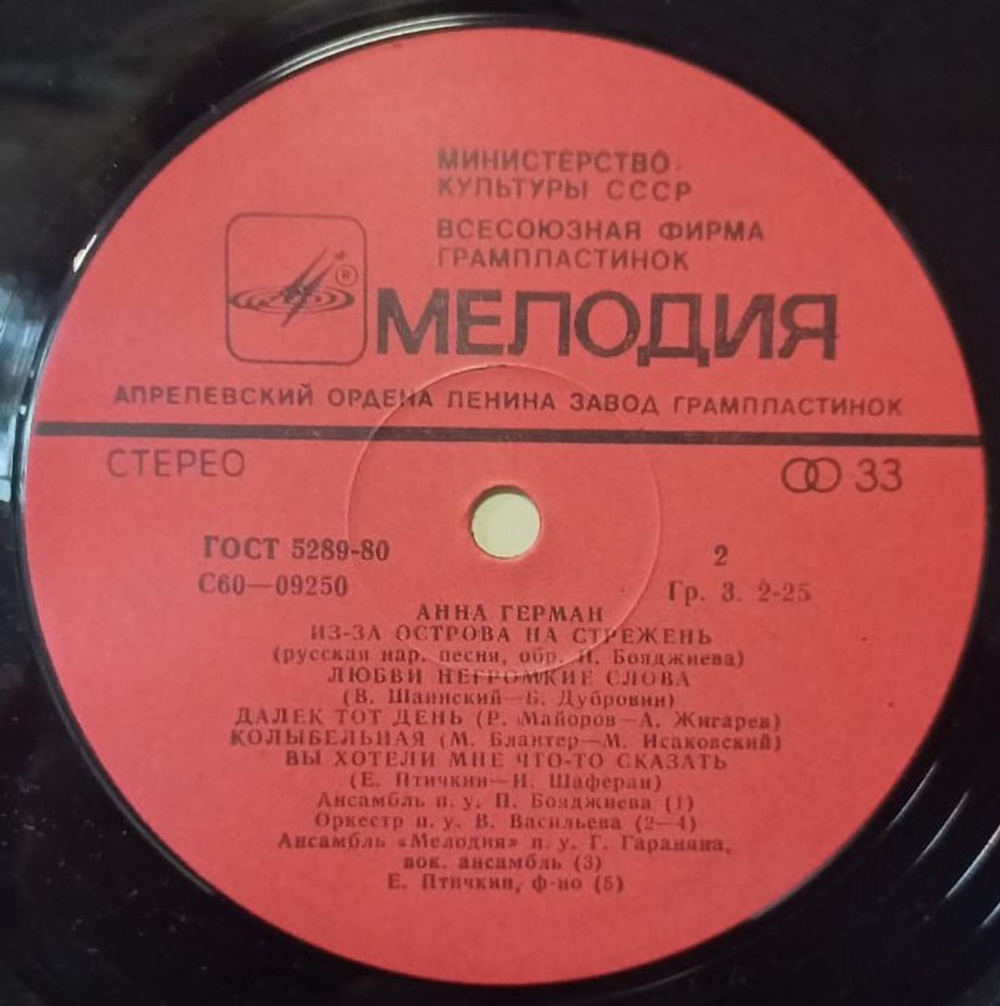 МИНИСТЕРСТВО
КУЛЬТУРЫ СССР
ВСЕСОЮЗНАЯ ФИРМА
ГРАМПЛАСТИНОК
®
МЕЛОДИЯ
АПРЕЛЕВСКИЙ ОРДЕНА ЛЕНИНА ЗАВОД ГРАМПЛАСТИНОК
СТЕРЕО
33
ГОСТ 5289-80
2
С60—09250
Гр. 3. 2-25
АННА ГЕРМАН
ИЗ-ЗА ОСТРОВА НА СТРЕЖЕНЬ
(русская нар. песня, обр. П. Бояджиева)
ЛЮБВИ НЕГРОМКИЕ СЛОВА
(В. Шаинский—Б. Дубровин)
ДАЛЕК ТОТ ДЕНЬ (Р. Майоров—А. Жигарев)
КОЛЫБЕЛЬНАЯ (М. Блантер—М. Исаковский)
ВЫ ХОТЕЛИ МНЕ ЧТО-ТО СКАЗАТЬ
(Е. Птичкин—И. Шаферан)
Ансамбль п. у. П. Бояджиева (1)
Оркестр п. у. В. Васильева (2—4)
Ансамбль «Мелодия» п. у. Г. Гараняна,
вок. ансамбль (3)
Е. Птичкин, ф-но (5)